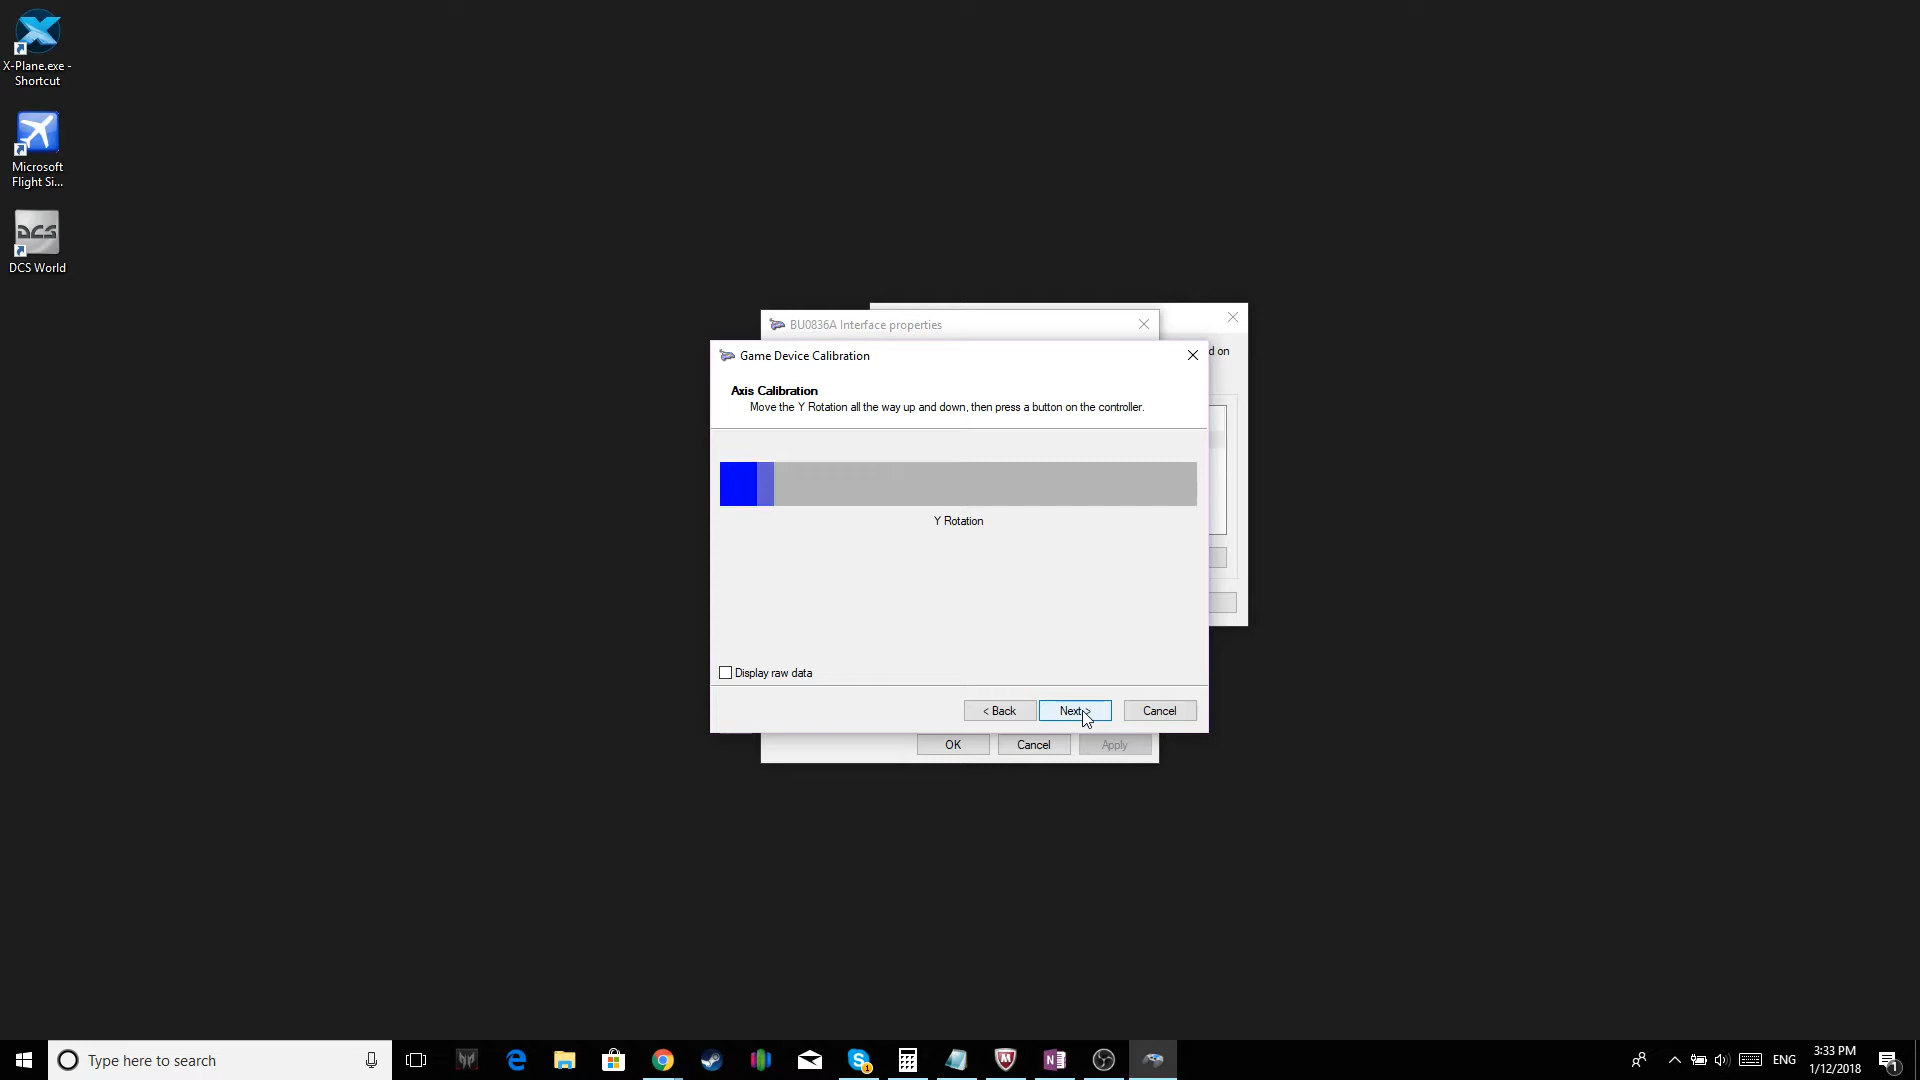 X-Plane.exe -
Shortcut
Microsoft
Flight Si...
DCS
DCS World
BU0836A Interface properties
d on
Game Device Calibration
Axis Calibration
Move the Y Rotation all the way up and down, then press a button on the controller.
Y Rotation
Display raw data
< Back
Next >
Cancel
OK
Cancel
Apply
Type here to search
ENG
3:33 PM
1/12/2018